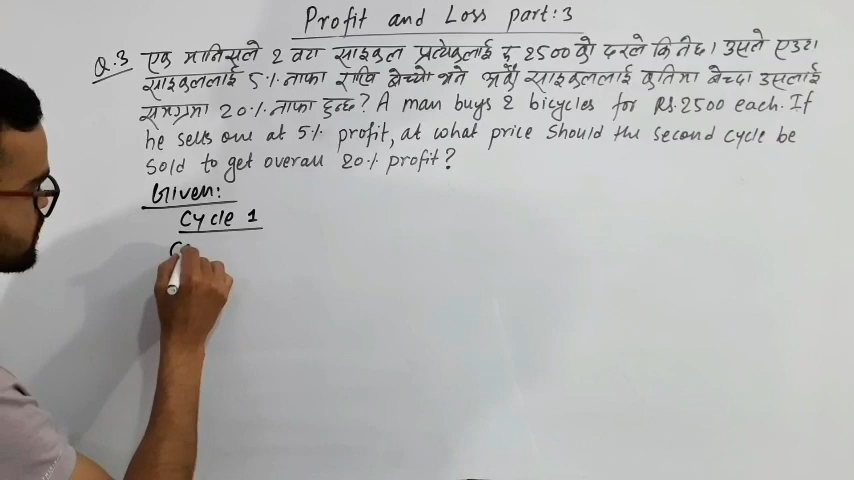 Profit and Loss part:3
Q.3 एक मानिसले 2 वटा साइकल प्रत्येकलाई रु 2500 को दरले किनेछ। उसले एउटा
साइकललाई 5% नाफा राखि बेच्यो भने अर्को साइकललाई कतिमा बेच्दा उसलाई
समग्रमा 20% नाफा हुन्छ? A man buys 2 bicycles for Rs.2500 each. If
he sells one at 5% profit, at what price should the second cycle be
sold to get overall 20% profit?
Given:
Cycle 1